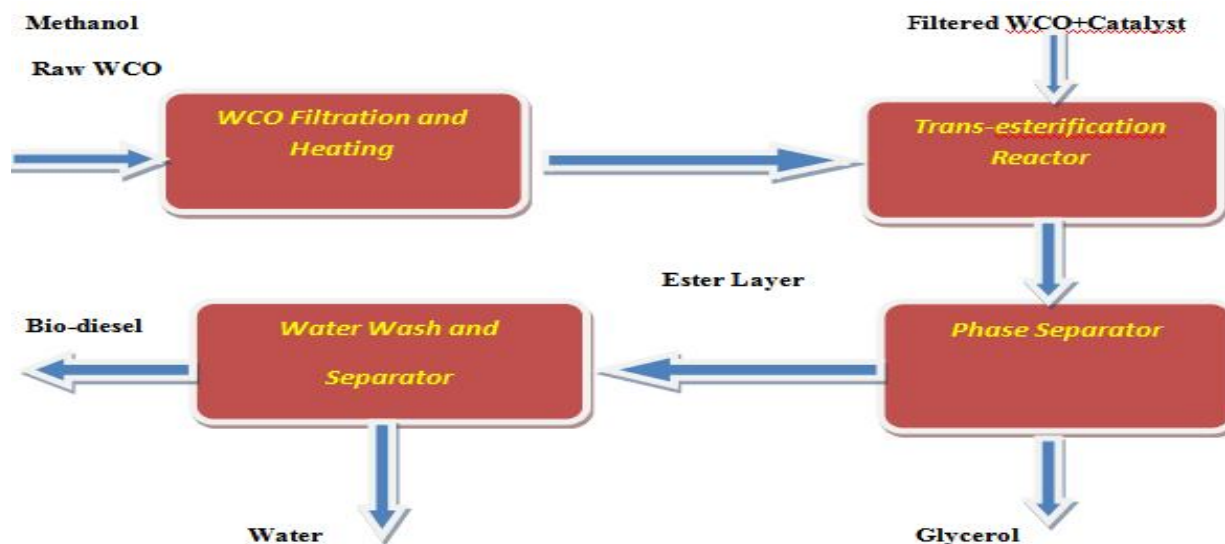 Methanol
Filtered WCO+Catalyst
Raw WCO
WCO Filtration and
Heating
Trans-esterification
Reactor
Ester Layer
Bio-diesel
Water Wash and
Separator
Phase Separator
Water
Glycerol